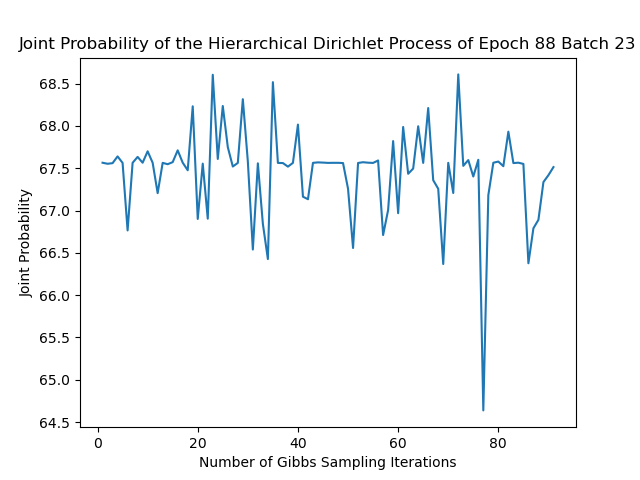 Joint Probability of the Hierarchical Dirichlet Process of Epoch 88 Batch 23
68.5
68.0
67.5
67.0
66.5
66.0
65.5
65.0
64.5
Joint Probability
0 20 40 60 80
Number of Gibbs Sampling Iterations